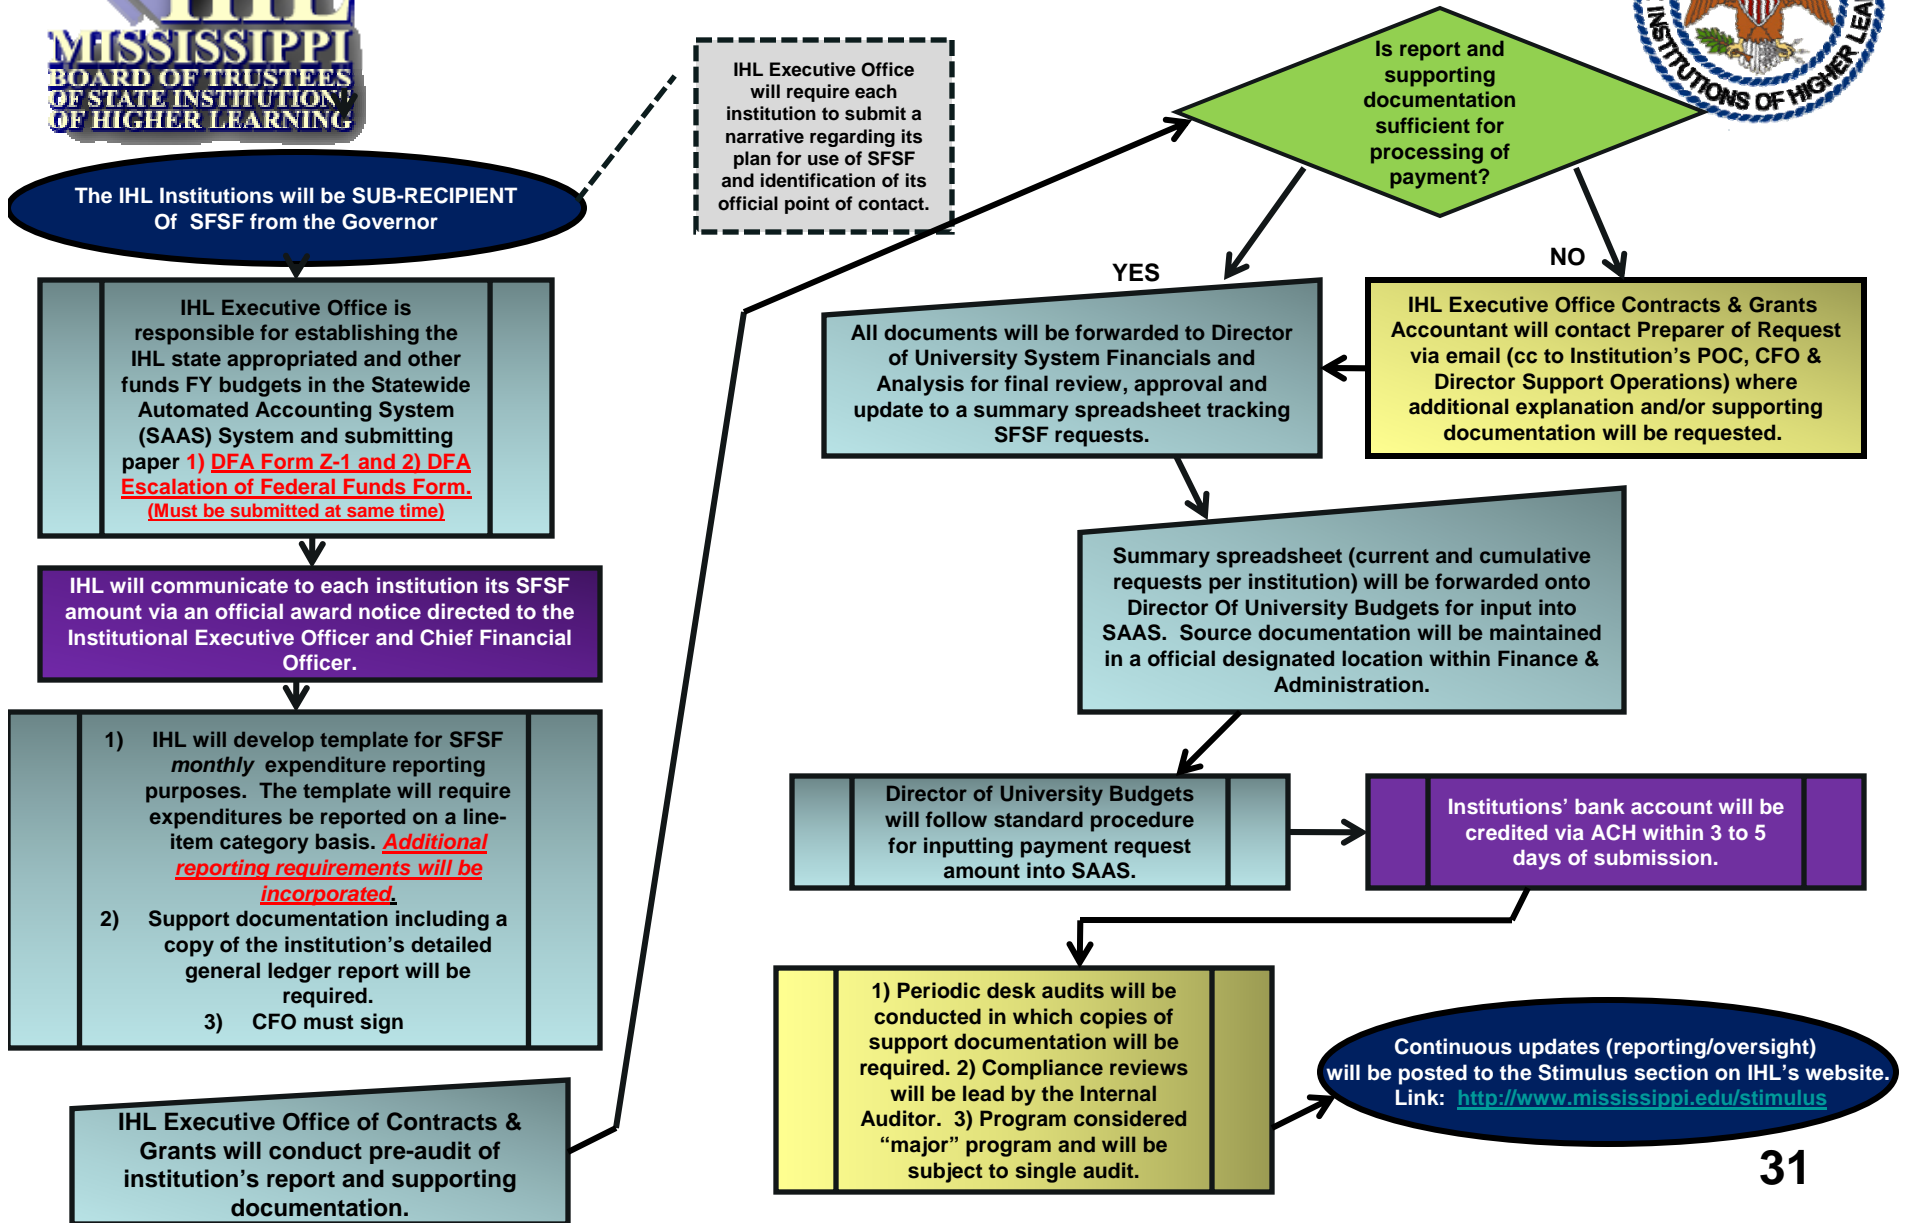 IHL
MISSISSIPPI
BOARD OF TRUSTEES
OF STATE INSTITUTIONS
OF HIGHER LEARNING
The IHL Institutions will be SUB-RECIPIENT
Of SFSF from the Governor
IHL Executive Office is
responsible for establishing the
IHL state appropriated and other
funds FY budgets in the Statewide
Automated Accounting System
(SAAS) System and submitting
paper 1) DFA Form Z-1 and 2) DFA
Escalation of Federal Funds Form.
(Must be submitted at same time)
IHL will communicate to each institution its SFSF
amount via an official award notice directed to the
Institutional Executive Officer and Chief Financial
Officer.
1) IHL will develop template for SFSF
monthly expenditure reporting
purposes. The template will require
expenditures be reported on a line-
item category basis. Additional
reporting requirements will be
incorporated.
2) Support documentation including a
copy of the institution's detailed
general ledger report will be
required.
3) CFO must sign
IHL Executive Office of Contracts &
Grants will conduct pre-audit of
institution's report and supporting
documentation.
IHL Executive Office
will require each
institution to submit a
narrative regarding its
plan for use of SFSF
and identification of its
official point of contact.
Is report and
supporting
documentation
sufficient for
processing of
payment?
INSTITUTIONS OF HIGHER LEA
YES
NO
All documents will be forwarded to Director
of University System Financials and
Analysis for final review, approval and
update to a summary spreadsheet tracking
SFSF requests.
IHL Executive Office Contracts & Grants
Accountant will contact Preparer of Request
via email (cc to Institution's POC, CFO &
Director Support Operations) where
additional explanation and/or supporting
documentation will be requested.
Summary spreadsheet (current and cumulative
requests per institution) will be forwarded onto
Director Of University Budgets for input into
SAAS. Source documentation will be maintained
in a official designated location within Finance &
Administration.
Director of University Budgets
will follow standard procedure
for inputting payment request
amount into SAAS.
Institutions' bank account will be
credited via ACH within 3 to 5
days of submission.
1) Periodic desk audits will be
conducted in which copies of
support documentation will be
required. 2) Compliance reviews
will be lead by the Internal
Auditor. 3) Program considered
“major” program and will be
subject to single audit.
Continuous updates (reporting/oversight)
will be posted to the Stimulus section on IHL's website.
Link: http://www.mississippi.edu/stimulus
31